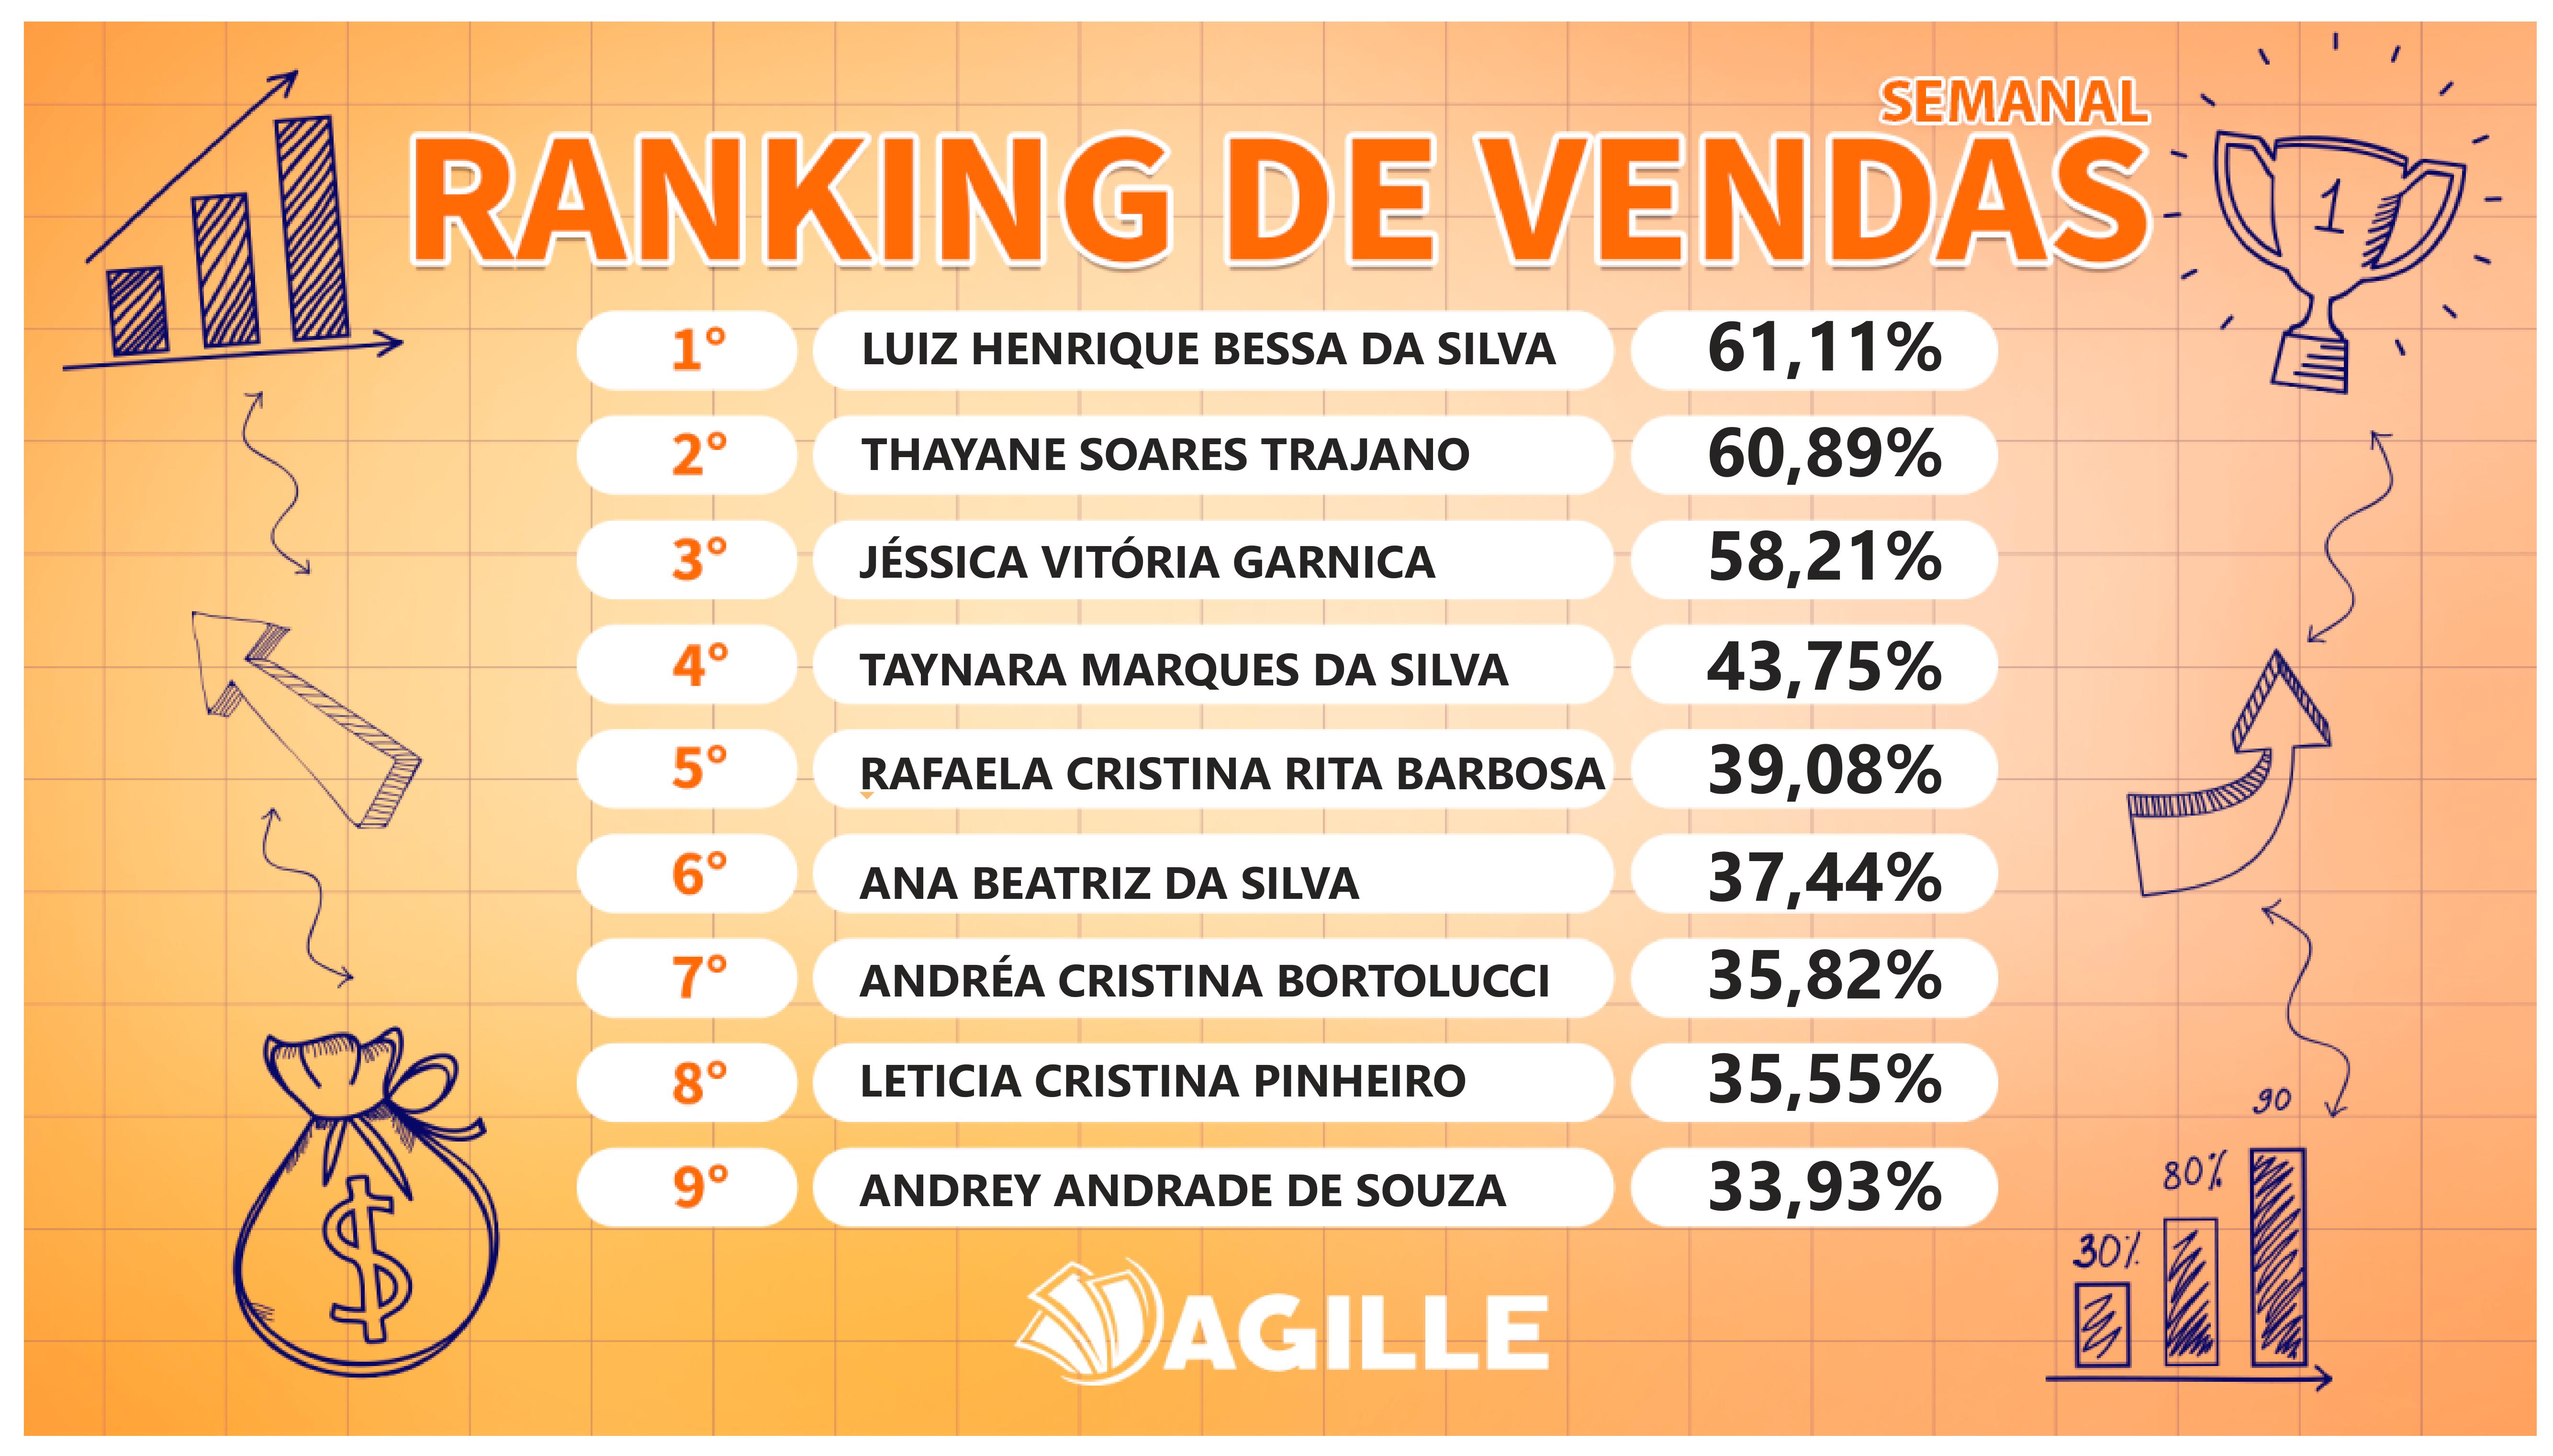 SEMANAL
RANKING DE VENDAS
1
1° LUIZ HENRIQUE BESSA DA SILVA 61,11%
2° THAYANE SOARES TRAJANO 60,89%
3° JÉSSICA VITÓRIA GARNICA 58,21%
4° TAYNARA MARQUES DA SILVA 43,75%
5° RAFAELA CRISTINA RITA BARBOSA 39,08%
6° ANA BEATRIZ DA SILVA 37,44%
7° ANDRÉA CRISTINA BORTOLUCCI 35,82%
8° LETICIA CRISTINA PINHEIRO 35,55%
9° ANDREY ANDRADE DE SOUZA 33,93%
$
90
80%
30%
AGILLE